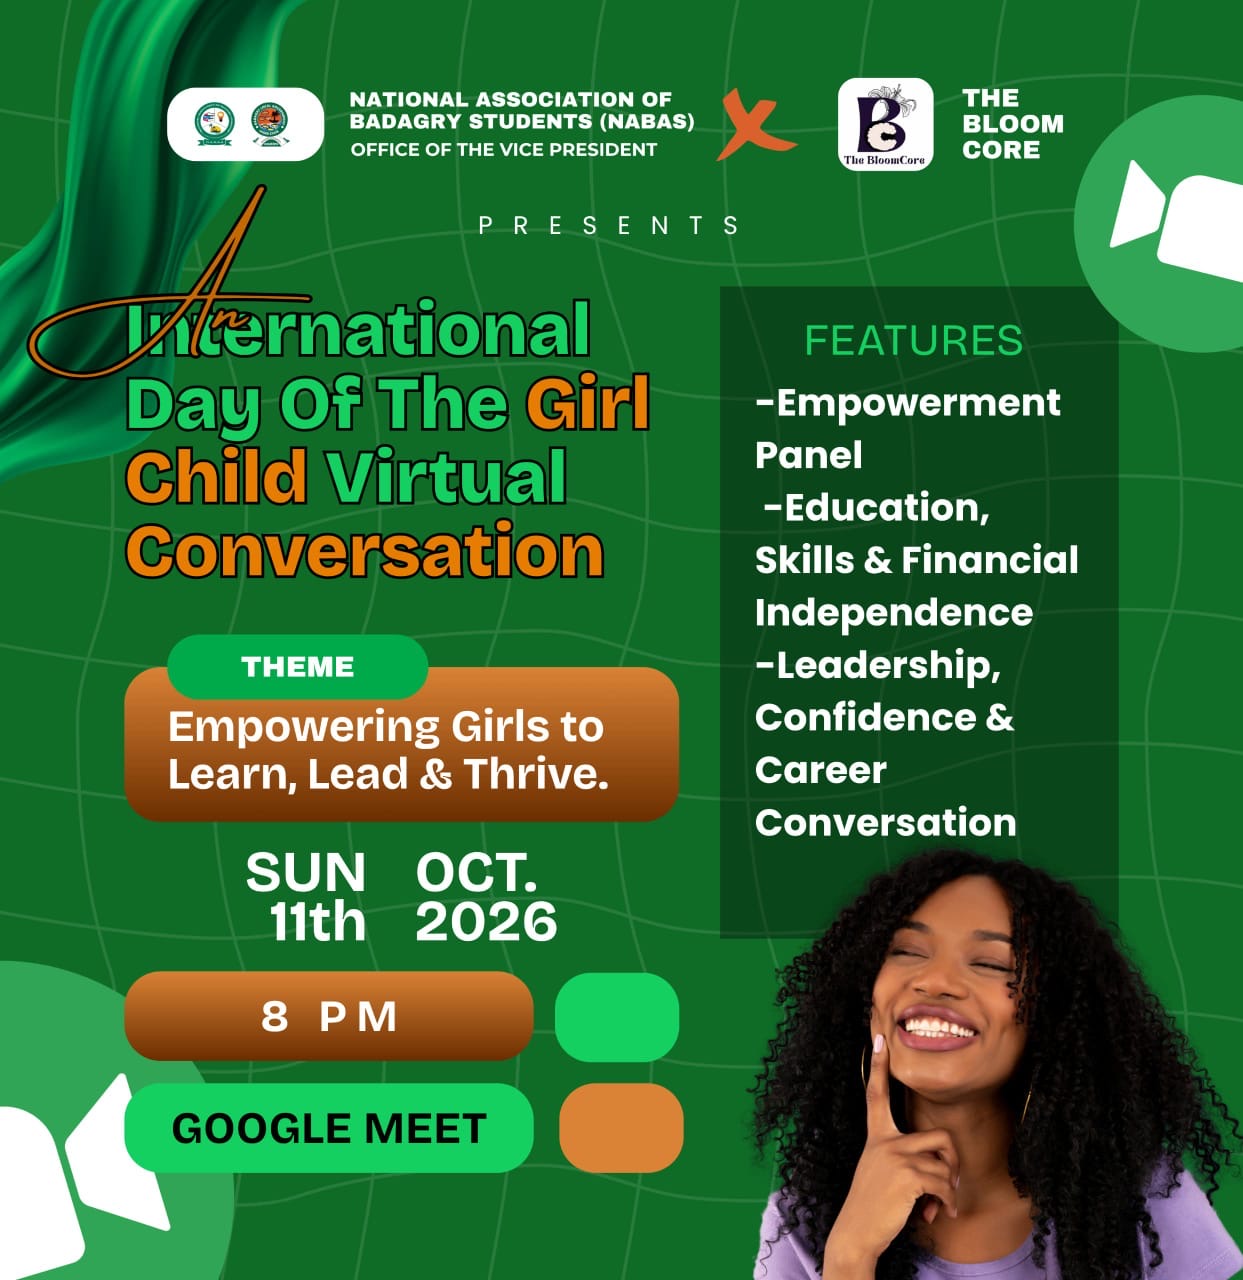 NATIONAL ASSOCIATION OF
BADAGRY STUDENTS (NABAS)
OFFICE OF THE VICE PRESIDENT
The BloomCore
THE
BLOOM
CORE
PRESENTS
An
International
Day Of The Girl
Child Virtual
Conversation
THEME
Empowering Girls to
Learn, Lead & Thrive.
SUN OCT.
11th 2026
8 PM
GOOGLE MEET
FEATURES
-Empowerment
Panel
-Education,
Skills & Financial
Independence
-Leadership,
Confidence &
Career
Conversation